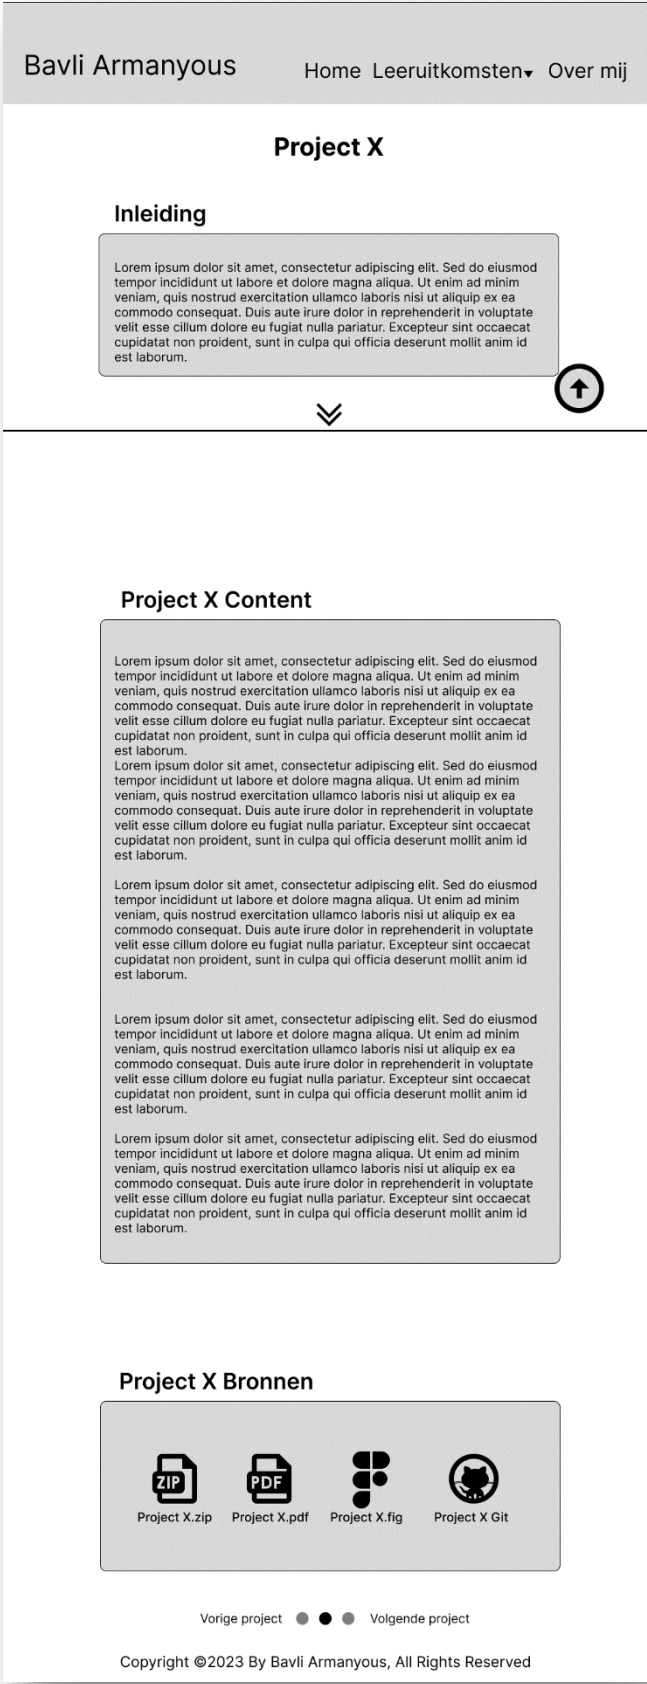 Bavli Armanyous
Home Leeruitkomsten Over mij
Project X
Inleiding
Lorem ipsum dolor sit amet, consectetur adipiscing elit. Sed do eiusmod
tempor incididunt ut labore et dolore magna aliqua. Ut enim ad minim
veniam, quis nostrud exercitation ullamco laboris nisi ut aliquip ex ea
commodo consequat. Duis aute irure dolor in reprehenderit in voluptate
velit esse cillum dolore eu fugiat nulla pariatur. Excepteur sint occaecat
cupidatat non proident, sunt in culpa qui officia deserunt mollit anim id
est laborum.
Project X Content
Lorem ipsum dolor sit amet, consectetur adipiscing elit. Sed do eiusmod
tempor incididunt ut labore et dolore magna aliqua. Ut enim ad minim
veniam, quis nostrud exercitation ullamco laboris nisi ut aliquip ex ea
commodo consequat. Duis aute irure dolor in reprehenderit in voluptate
velit esse cillum dolore eu fugiat nulla pariatur. Excepteur sint occaecat
cupidatat non proident, sunt in culpa qui officia deserunt mollit anim id
est laborum.
Lorem ipsum dolor sit amet, consectetur adipiscing elit. Sed do eiusmod
tempor incididunt ut labore et dolore magna aliqua. Ut enim ad minim
veniam, quis nostrud exercitation ullamco laboris nisi ut aliquip ex ea
commodo consequat. Duis aute irure dolor in reprehenderit in voluptate
velit esse cillum dolore eu fugiat nulla pariatur. Excepteur sint occaecat
cupidatat non proident, sunt in culpa qui officia deserunt mollit anim id
est laborum.
Lorem ipsum dolor sit amet, consectetur adipiscing elit. Sed do eiusmod
tempor incididunt ut labore et dolore magna aliqua. Ut enim ad minim
veniam, quis nostrud exercitation ullamco laboris nisi ut aliquip ex ea
commodo consequat. Duis aute irure dolor in reprehenderit in voluptate
velit esse cillum dolore eu fugiat nulla pariatur. Excepteur sint occaecat
cupidatat non proident, sunt in culpa qui officia deserunt mollit anim id
est laborum.
Lorem ipsum dolor sit amet, consectetur adipiscing elit. Sed do eiusmod
tempor incididunt ut labore et dolore magna aliqua. Ut enim ad minim
veniam, quis nostrud exercitation ullamco laboris nisi ut aliquip ex ea
commodo consequat. Duis aute irure dolor in reprehenderit in voluptate
velit esse cillum dolore eu fugiat nulla pariatur. Excepteur sint occaecat
cupidatat non proident, sunt in culpa qui officia deserunt mollit anim id
est laborum.
Lorem ipsum dolor sit amet, consectetur adipiscing elit. Sed do eiusmod
tempor incididunt ut labore et dolore magna aliqua. Ut enim ad minim
veniam, quis nostrud exercitation ullamco laboris nisi ut aliquip ex ea
commodo consequat. Duis aute irure dolor in reprehenderit in voluptate
velit esse cillum dolore eu fugiat nulla pariatur. Excepteur sint occaecat
cupidatat non proident, sunt in culpa qui officia deserunt mollit anim id
est laborum.
Project X Bronnen
ZIP PDF
Project X.zip Project X.pdf Project X.fig Project X Git
Vorige project Volgende project
Copyright ©2023 By Bavli Armanyous, All Rights Reserved